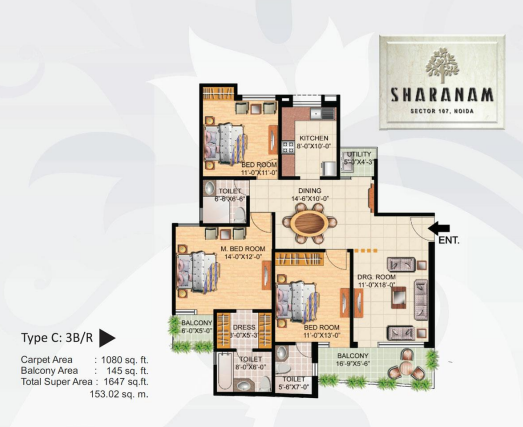 SHARANAM
SECTOR 107, NOIDA
KITCHEN
8'-0"X10'-0"
BED ROOM
11'-0"X11'-0"
UTILITY
5'-0"X4'-3"
TOILET
6'-6"X6'-6"
DINING
14'-6"X10'-0"
ENT.
M. BED ROOM
14'-0"X12'-0"
DRG. ROOM
11'-0"X18'-0"
BED ROOM
11'-0"X13'-0"
BALCONY
6'-0"X5'-0"
DRESS
X5'-3"
TOILET
8'-0"X6'-0"
TOILET
5'-6"X7'-0"
BALCONY
16'-9"X5'-6"
Type C: 3B/R
Carpet Area : 1080 sq. ft.
Balcony Area : 145 sq. ft.
Total Super Area : 1647 sq.ft.
153.02 sq. m.